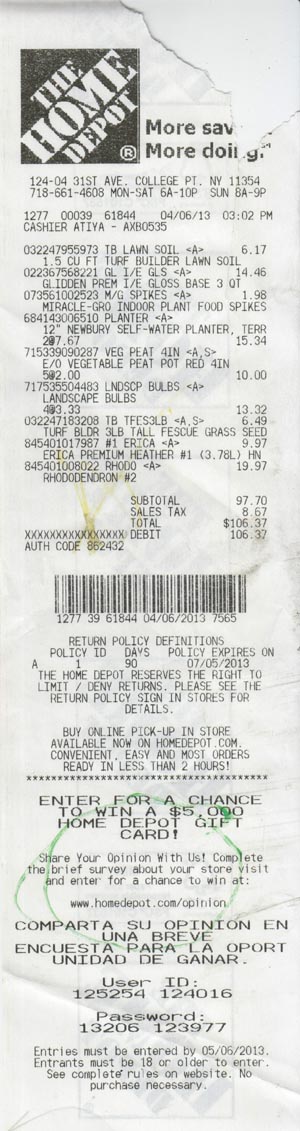 THE
HOME
DEPOT
®
More sav
More doing.
124-04 31ST AVE. COLLEGE PT. NY 11354
718-661-4608 MON-SAT 6A-10P SUN 8A-9P
1277 00039 61844 04/06/13 03:02 PM
CASHIER ATIYA - AXB0535
032247955973 TB LAWN SOIL <A> 6.17
1.5 CU FT TURF BUILDER LAWN SOIL
022367568221 GL I/E GLS <A> 14.46
GLIDDEN PREM I/E GLOSS BASE 3 QT
073561002523 M/G SPIKES <A> 1.98
MIRACLE-GRO INDOOR PLANT FOOD SPIKES
684143006510 PLANTER <A>
12" NEWBURY SELF-WATER PLANTER, TERR
2@7.67 15.34
715339090287 VEG PEAT 4IN <A,S>
E/O VEGETABLE PEAT POT RED 4IN
5@2.00 10.00
717535504483 LNDSCP BULBS <A>
LANDSCAPE BULBS
4@3.33 13.32
032247183208 TB TFES3LB <A,S> 6.49
TURF BLDR 3LB TALL FESCUE GRASS SEED
845401017987 #1 ERICA <A> 9.97
ERICA PREMIUM HEATHER #1 (3.78L) HN
845401008022 RHODO <A> 19.97
RHODODENDRON #2
SUBTOTAL 97.70
SALES TAX 8.67
TOTAL $106.37
XXXXXXXXXXXXXXXX DEBIT 106.37
AUTH CODE 862432
1277 39 61844 04/06/2013 7565
RETURN POLICY DEFINITIONS
POLICY ID DAYS POLICY EXPIRES ON
A 1 90 07/05/2013
THE HOME DEPOT RESERVES THE RIGHT TO
LIMIT / DENY RETURNS. PLEASE SEE THE
RETURN POLICY SIGN IN STORES FOR
DETAILS.
BUY ONLINE PICK-UP IN STORE
AVAILABLE NOW ON HOMEDEPOT.COM.
CONVENIENT, EASY AND MOST ORDERS
READY IN LESS THAN 2 HOURS!
*******************************************
ENTER FOR A CHANCE
TO WIN A $5,000
HOME DEPOT GIFT
CARD!
Share Your Opinion With Us! Complete
the brief survey about your store visit
and enter for a chance to win at:
www.homedepot.com/opinion
COMPARTA SU OPINION EN
UNA BREVE
ENCUESTA PARA LA OPORT
UNIDAD DE GANAR.
User ID:
125254 124016
Password:
13206 123977
Entries must be entered by 05/06/2013.
Entrants must be 18 or older to enter.
See complete rules on website. No
purchase necessary.